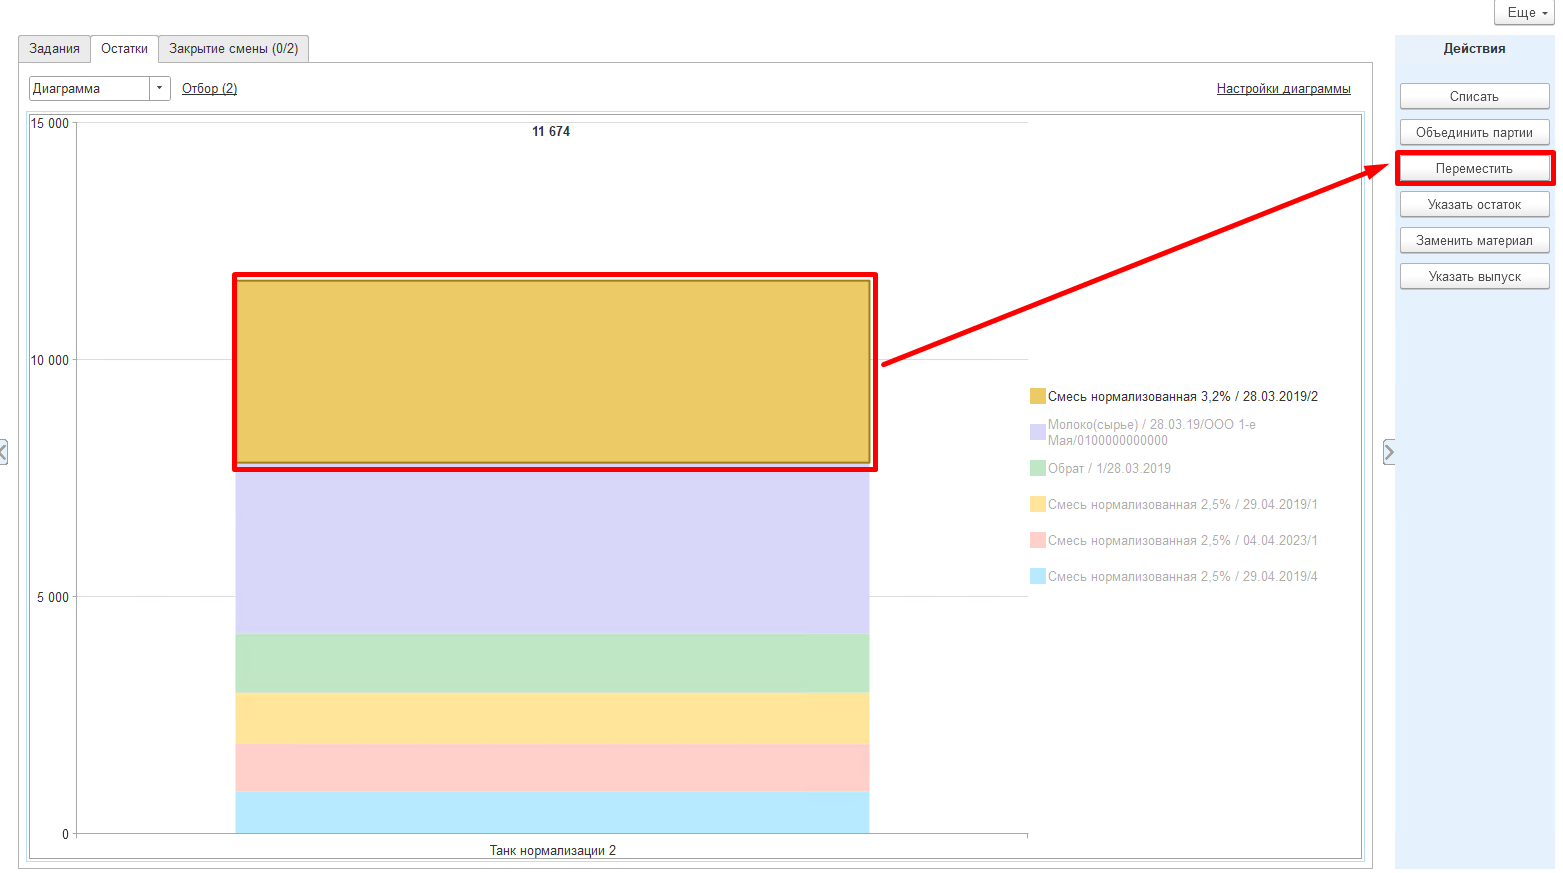 Еще
Задания
Остатки
Закрытие смены (0/2)
Действия
Диаграмма
Отбор (2)
Настройки диаграммы
Списать
Объединить партии
Переместить
Указать остаток
Заменить материал
Указать выпуск
15 000
11 674
10 000
5 000
0
Смесь нормализованная 3,2% / 28.03.2019/2
Молоко(сырье) / 28.03.19/ООО 1-е
Мая/0100000000000
Обрат / 1/28.03.2019
Смесь нормализованная 2,5% / 29.04.2019/1
Смесь нормализованная 2,5% / 04.04.2023/1
Смесь нормализованная 2,5% / 29.04.2019/4
Танк нормализации 2